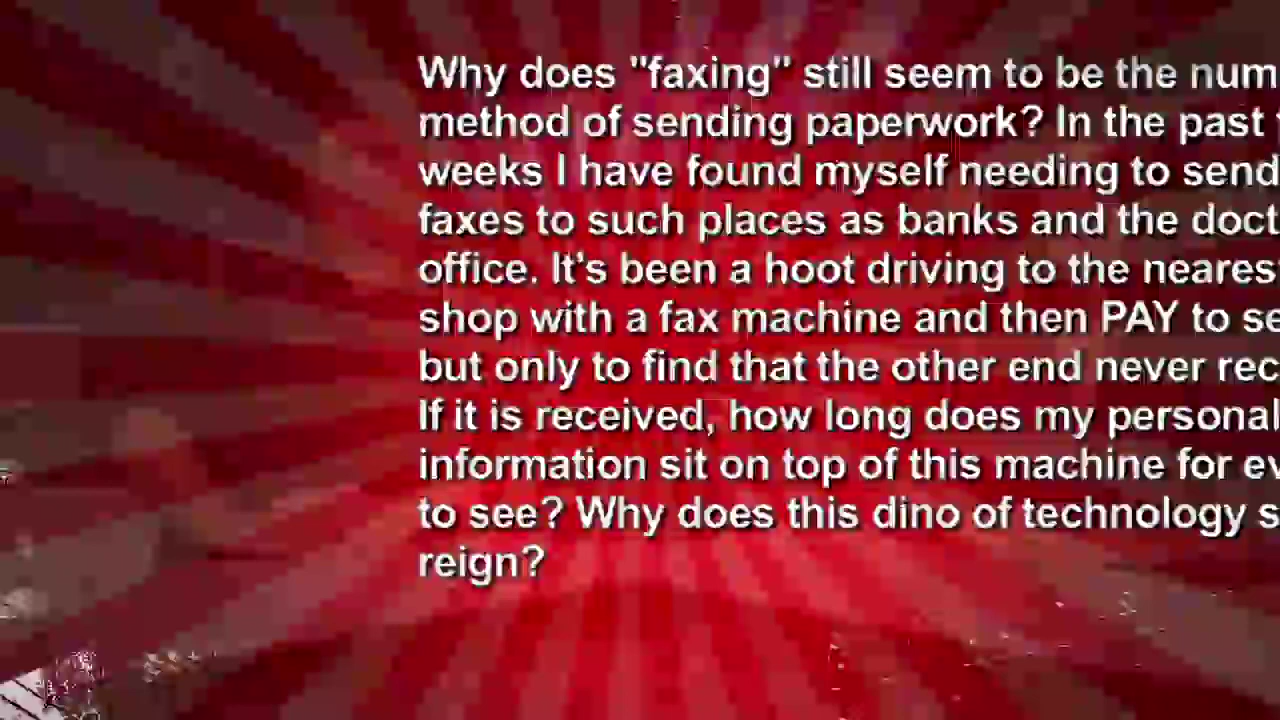 Why does "faxing" still seem to be the num
method of sending paperwork? In the past
weeks I have found myself needing to send
faxes to such places as banks and the doct
office. It's been a hoot driving to the neares
shop with a fax machine and then PAY to se
but only to find that the other end never rec
If it is received, how long does my personal
information sit on top of this machine for ev
to see? Why does this dino of technology s
reign?